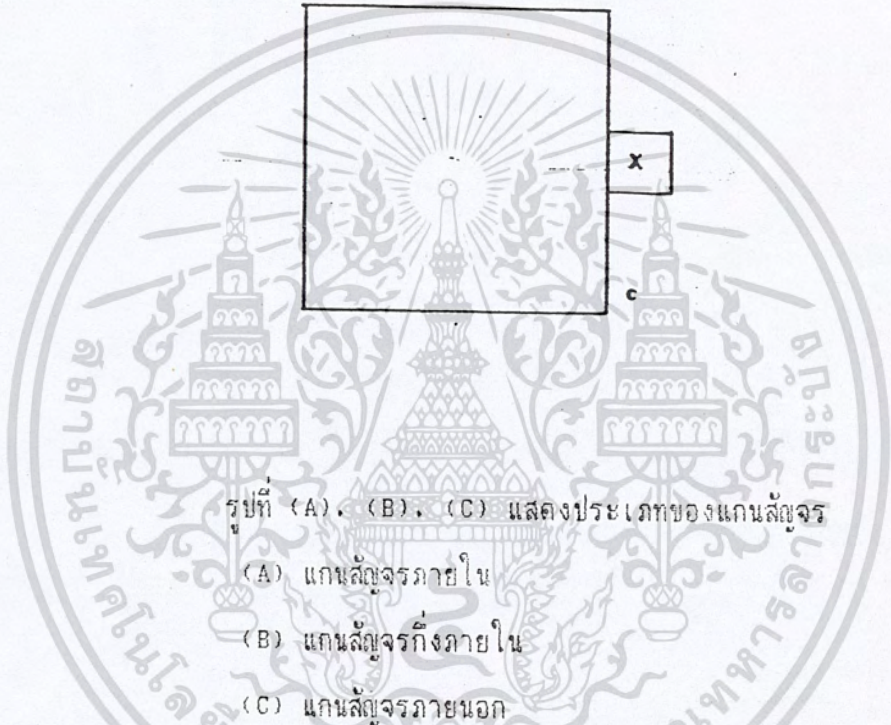 X
c
รูปที่ (A). (B). (C) แสดงประเภทของแกนสัญจร
(A) แกนสัญจรภายใน
(B) แกนสัญจรกึ่งภายใน
(C) แกนสัญจรภายนอก